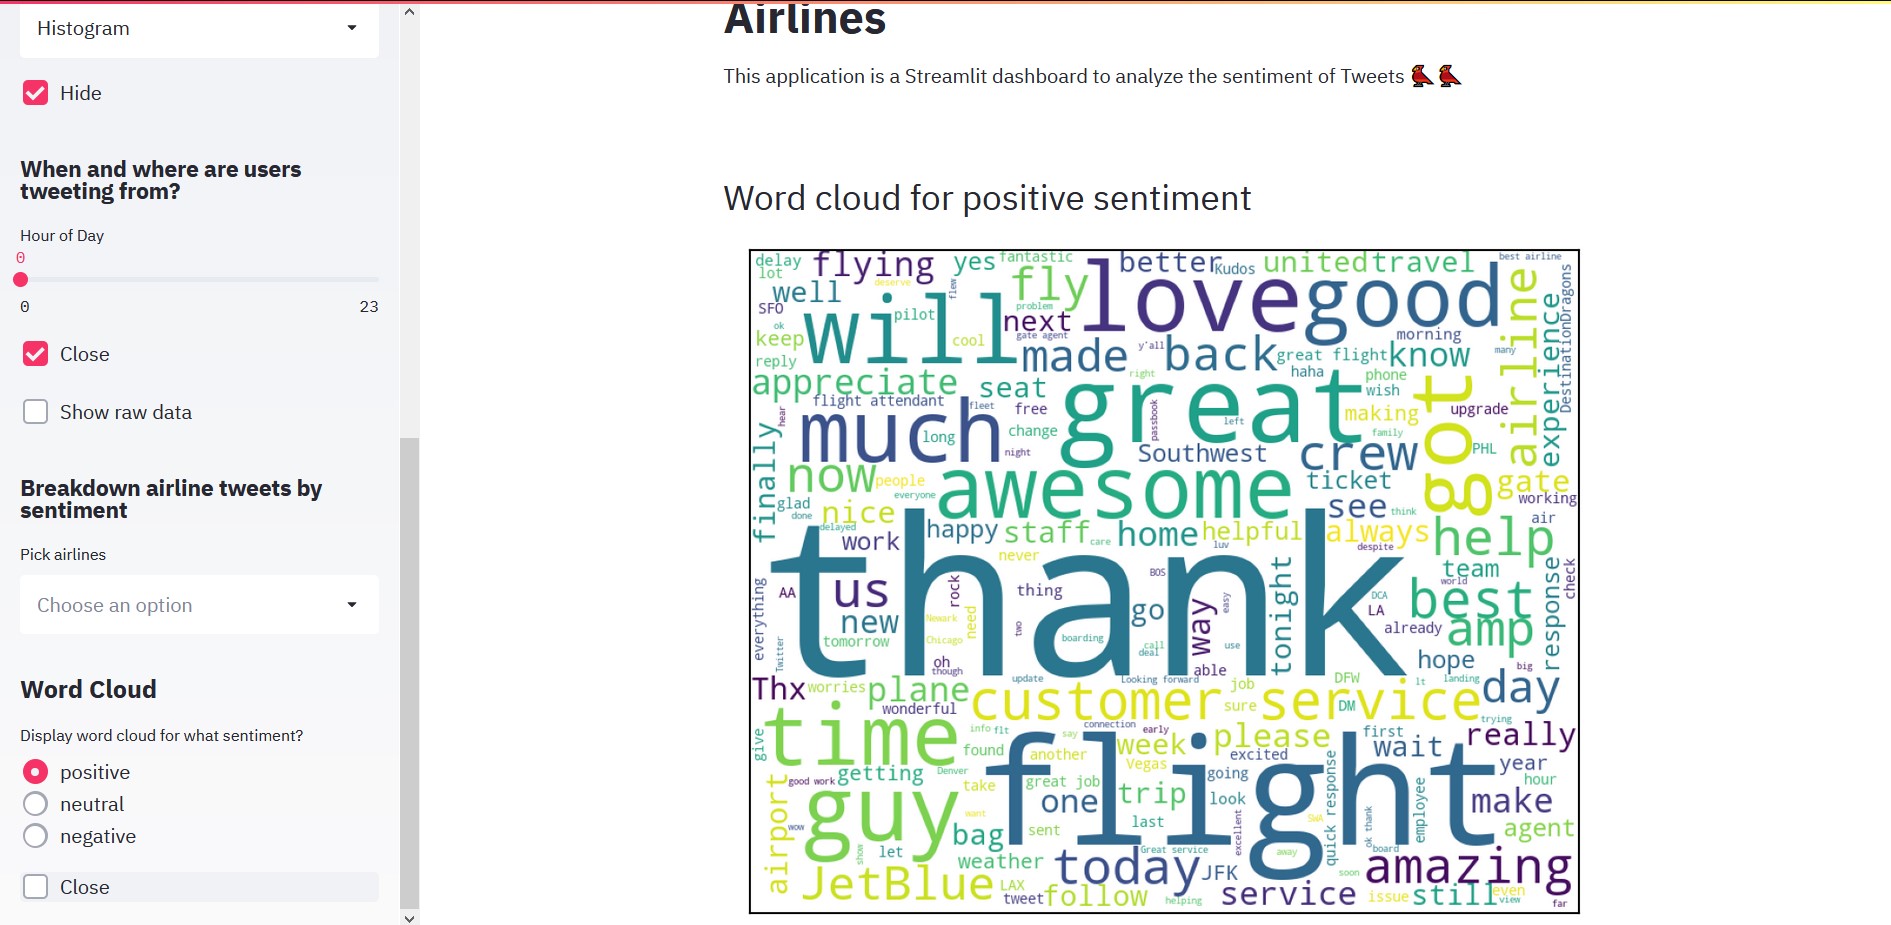 Histogram
Hide
When and where are users
tweeting from?
Hour of Day
0
0 23
Close
Show raw data
Breakdown airline tweets by
sentiment
Pick airlines
Choose an option
Word Cloud
Display word cloud for what sentiment?
positive
neutral
negative
Close
Airlines
This application is a Streamlit dashboard to analyze the sentiment of Tweets
Word cloud for positive sentiment
delay flying yes fantastic better Kudos united travel best airline
lot well deserve flew fly love good airline experience DestinationDragons
SFO will pilot problem next morning
ok keep cool gate agent made y'all back great flight know many
reply right haha phone
appreciate seat great wish got
flight attendant fleet free passbook left making upgrade
hear much long change family
finally night Southwest crew PHL
now people awesome ticket gate
glad everyone see think working
done nice air
delayed happy staff care home helpful always help
work never luv despite
us rock thing BOS tonight team response check
everything AA thank world
new Newark need two go way easy DCA best
Twitter tomorrow Chicago boarding call deal use LA already amp
oh though able hope big
Thx worries plane update Looking forward job DFW lt landing day
wonderful customer service sure DM trying
give time info flt connection early first really
found say another week please excited wait
good work getting Denver Vegas going year
airport take great job trip look quick response employee hour
guy want one flight make
wow bag sent last excellent SWA ok thank agent
show let Great service away board
weather today JFK soon amazing
JetBlue LAX tweet follow helping service issue still even view far